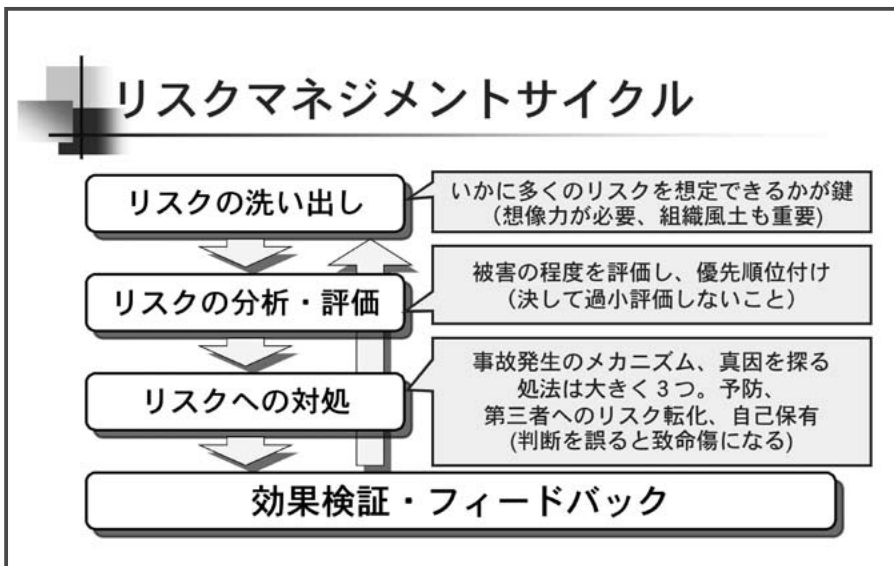 リスクマネジメントサイクル
リスクの洗い出し
いかに多くのリスクを想定できるかが鍵
(想像力が必要、組織風土も重要)
リスクの分析・評価
被害の程度を評価し、優先順位付け
(決して過小評価しないこと)
リスクへの対処
事故発生のメカニズム、真因を探る
処法は大きく3つ。予防、
第三者へのリスク転化、自己保有
(判断を誤ると致命傷になる)
効果検証・フィードバック